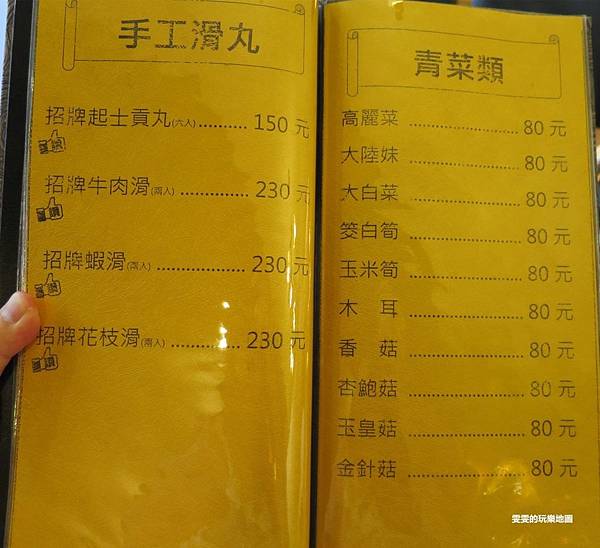 手工滑丸
招牌起士貢丸(六入)............ 150 元
招牌牛肉滑(兩入)............. 230 元
招牌蝦滑(兩入)............... 230 元
招牌花枝滑(兩入)............. 230 元
青菜類
高麗菜 .................... 80 元
大陸妹 .................... 80 元
大白菜 .................... 80 元
筊白筍 .................... 80 元
玉米筍 .................... 80 元
木 耳 .................... 80 元
香 菇 .................... 80 元
杏鮑菇 .................... 80 元
玉皇菇 .................... 80 元
金針菇 .................... 80 元
雯雯的玩樂地圖